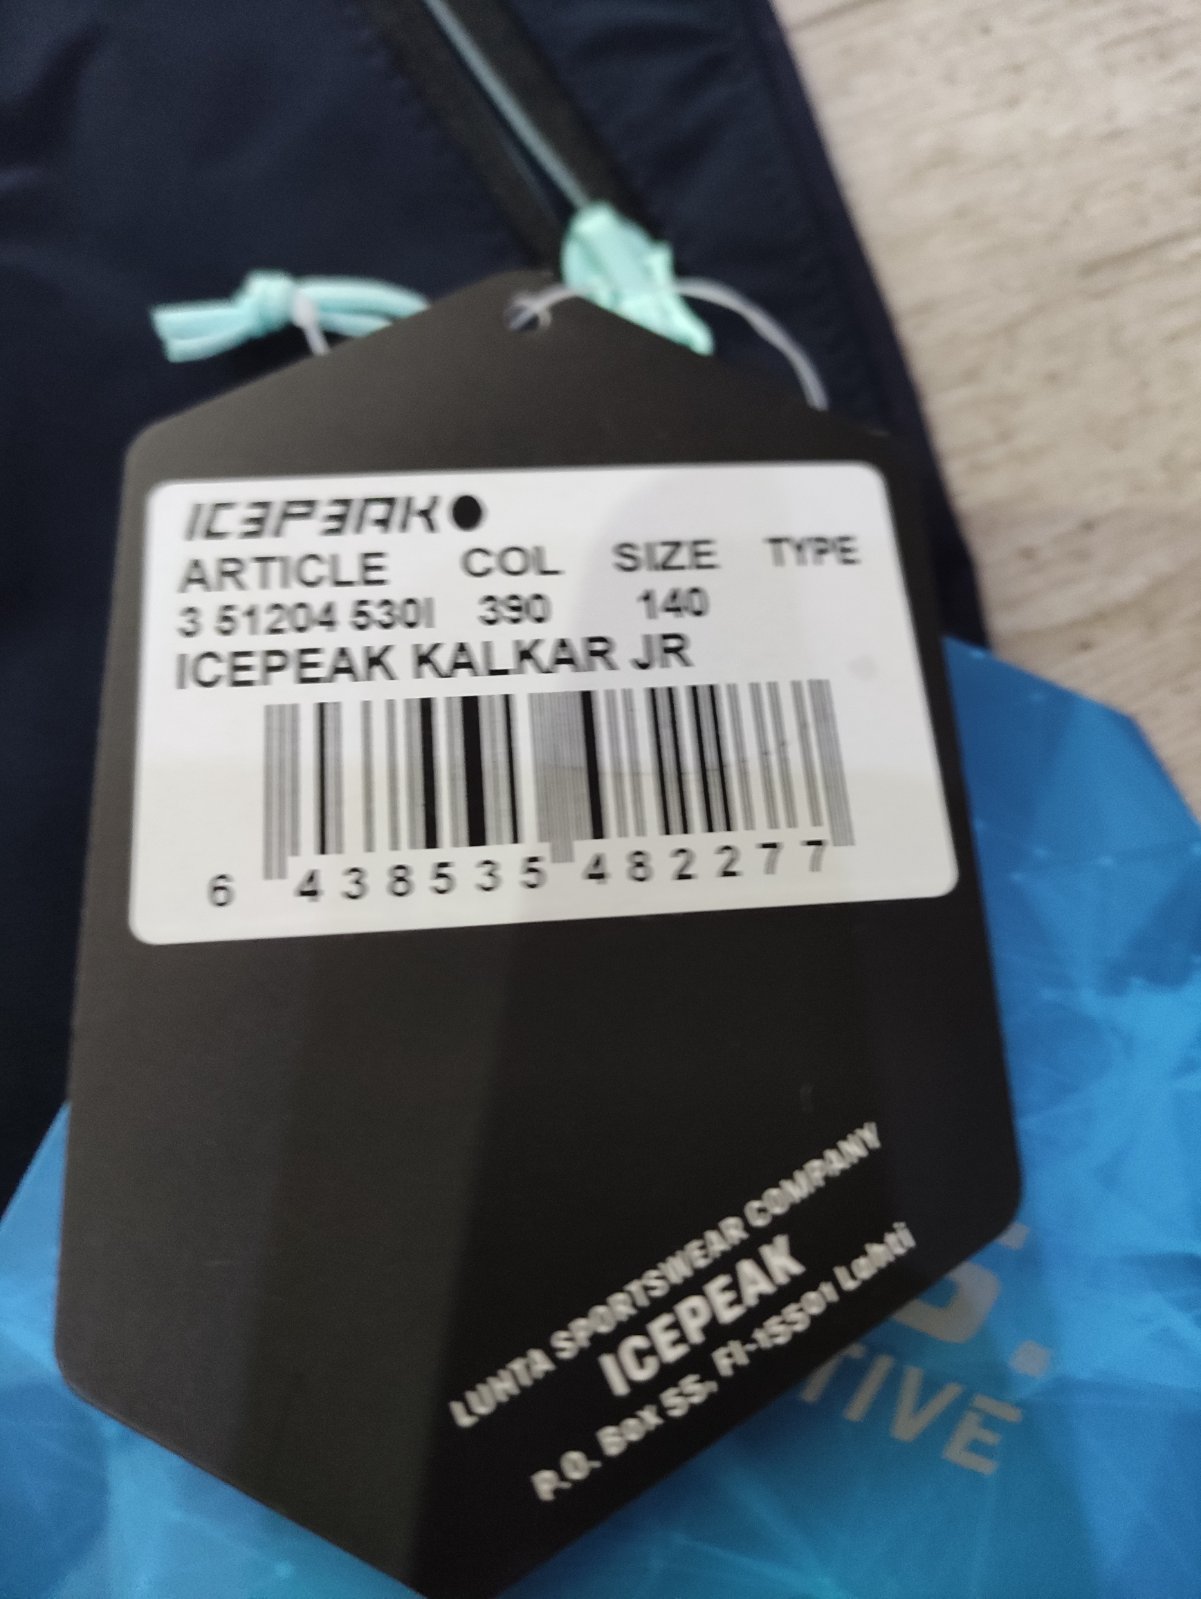 ICEPEAK
ARTICLE COL SIZE TYPE
3 51204 530I 390 140
ICEPEAK KALKAR JR
6 438535 482277
LUHTA SPORTSWEAR COMPANY
ICEPEAK
P.O. Box 55, FI-15501 Lahti